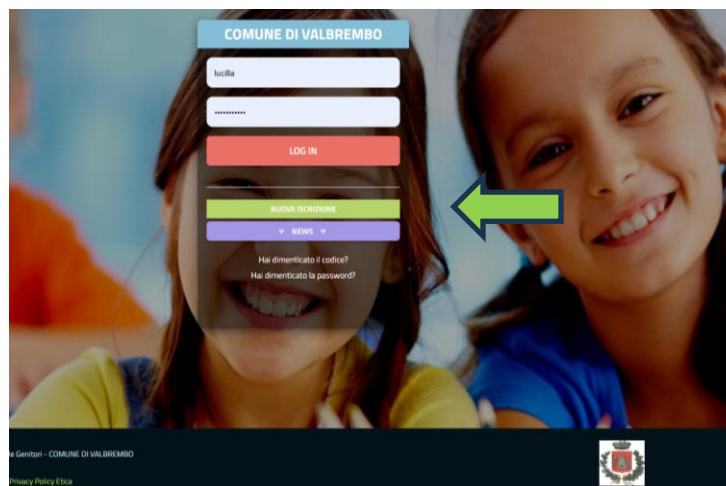 COMUNE DI VALBREMBO
lucilla
•••••••••••
LOG IN
NUOVA ISCRIZIONE
NEWS
Hai dimenticato il codice?
Hai dimenticato la password?
le Genitori - COMUNE DI VALBREMBO
Privacy Policy Etica